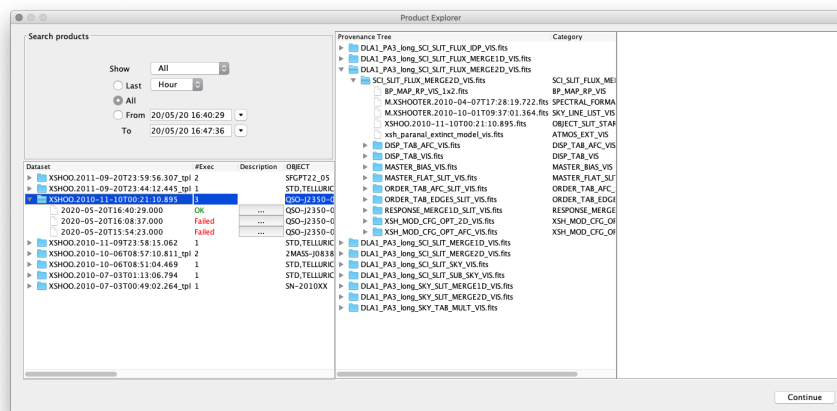 Product Explorer
Search products
Show All
Last Hour
All
From 20/05/20 16:40:29
To 20/05/20 16:47:36
Dataset #Exec Description OBJECT
XSHOO.2011-09-20T23:59:56.307_tpl 2 SFGPT22_05
XSHOO.2011-09-20T23:44:12.445_tpl 1 STD,TELLURIC
XSHOO.2010-11-10T00:21:10.895 3 QSO-J2350-0
2020-05-20T16:40:29.000 OK ... QSO-J2350-0
2020-05-20T16:08:37.000 Failed ... QSO-J2350-0
2020-05-20T15:54:23.000 Failed ... QSO-J2350-0
XSHOO.2010-11-09T23:58:15.062 1 STD,TELLURIC
XSHOO.2010-10-06T08:57:10.811_tpl 2 2MASS-J0838
XSHOO.2010-10-06T08:51:04.469 1 STD,TELLURIC
XSHOO.2010-07-03T01:13:06.794 1 STD,TELLURIC
XSHOO.2010-07-03T00:49:02.264_tpl 1 SN-2010XX
Provenance Tree Category
DLA1_PA3_long_SCI_SLIT_FLUX_IDP_VIS.fits
DLA1_PA3_long_SCI_SLIT_FLUX_MERGE1D_VIS.fits
DLA1_PA3_long_SCI_SLIT_FLUX_MERGE2D_VIS.fits
SCI_SLIT_FLUX_MERGE2D_VIS.fits SCI_SLIT_FLUX_MEI
BP_MAP_RP_VIS_1x2.fits BP_MAP_RP_VIS
M.XSHOOTER.2010-04-07T17:28:19.722.fits SPECTRAL_FORMA
M.XSHOOTER.2010-10-01T09:37:01.364.fits SKY_LINE_LIST_VIS
XSHOO.2010-11-10T00:21:10.895.fits OBJECT_SLIT_STAR
xsh_paranal_extinct_model_vis.fits ATMOS_EXT_VIS
DISP_TAB_AFC_VIS.fits DISP_TAB_AFC_VIS
DISP_TAB_VIS.fits DISP_TAB_VIS
MASTER_BIAS_VIS.fits MASTER_BIAS_VIS
MASTER_FLAT_SLIT_VIS.fits MASTER_FLAT_SLIT_
ORDER_TAB_AFC_SLIT_VIS.fits ORDER_TAB_AFC_
ORDER_TAB_EDGES_SLIT_VIS.fits ORDER_TAB_EDGE
RESPONSE_MERGE1D_SLIT_VIS.fits RESPONSE_MERGE
XSH_MOD_CFG_OPT_2D_VIS.fits XSH_MOD_CFG_OF
XSH_MOD_CFG_OPT_AFC_VIS.fits XSH_MOD_CFG_OF
DLA1_PA3_long_SCI_SLIT_MERGE1D_VIS.fits
DLA1_PA3_long_SCI_SLIT_MERGE2D_VIS.fits
DLA1_PA3_long_SCI_SLIT_SKY_VIS.fits
DLA1_PA3_long_SCI_SLIT_SUB_SKY_VIS.fits
DLA1_PA3_long_SKY_SLIT_MERGE1D_VIS.fits
DLA1_PA3_long_SKY_SLIT_MERGE2D_VIS.fits
DLA1_PA3_long_SKY_TAB_MULT_VIS.fits
Continue